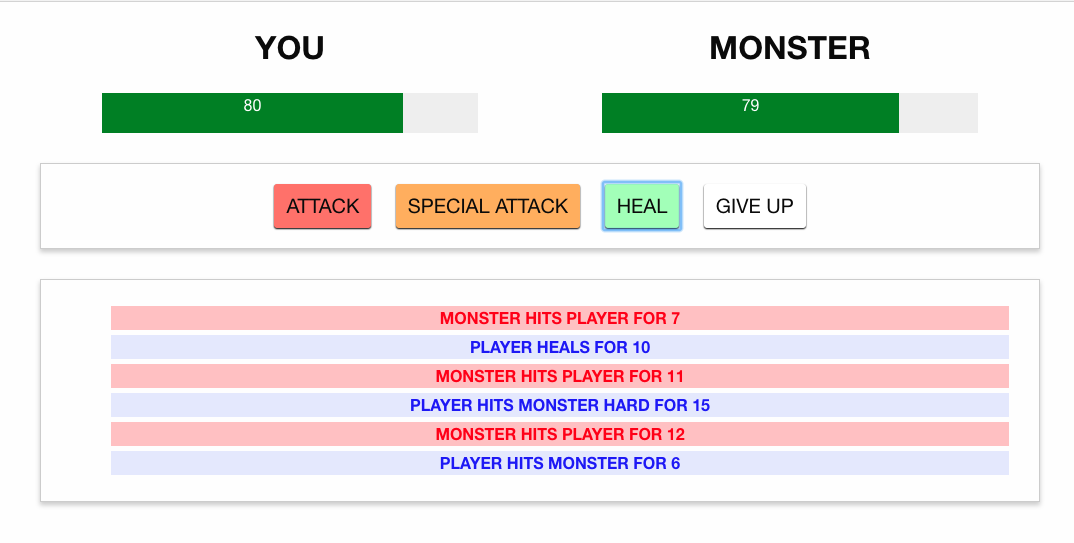 YOU MONSTER
80 79
ATTACK SPECIAL ATTACK HEAL GIVE UP
MONSTER HITS PLAYER FOR 7
PLAYER HEALS FOR 10
MONSTER HITS PLAYER FOR 11
PLAYER HITS MONSTER HARD FOR 15
MONSTER HITS PLAYER FOR 12
PLAYER HITS MONSTER FOR 6